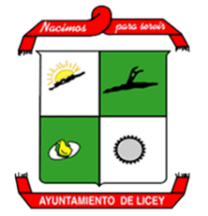 Nacimos para servir
AYUNTAMIENTO DE LICEY